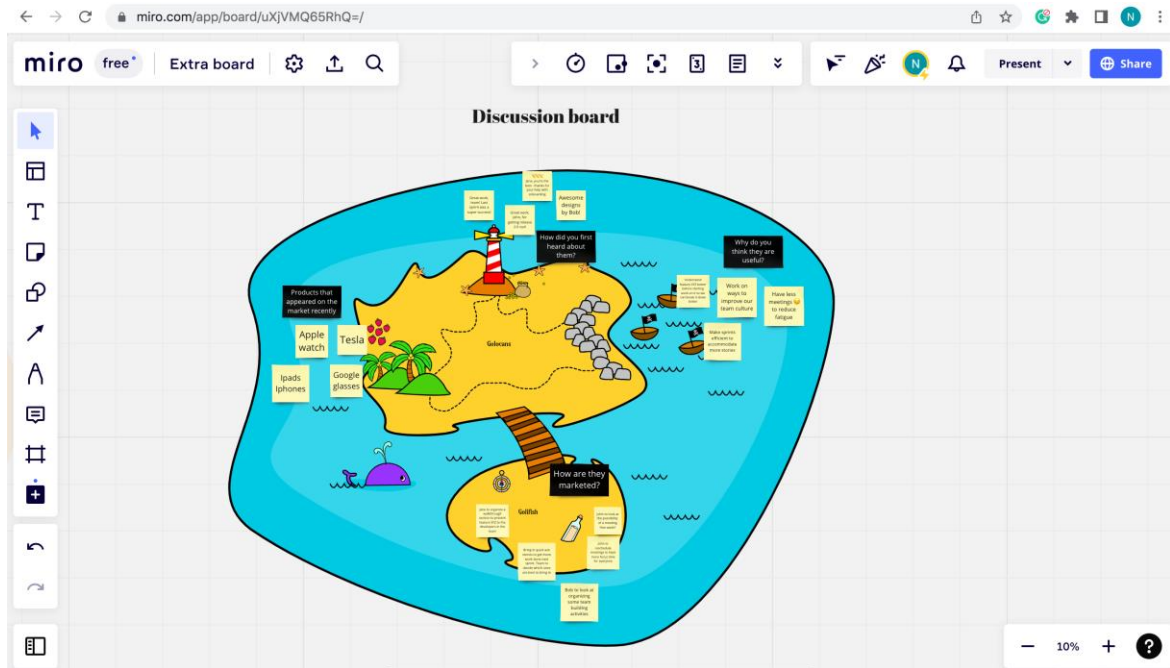 miro.com/app/board/uXjVMQ65RhQ=/
N
miro
free
Extra board
3
N
Present
Share
Discussion board
Awesome
designs
by Bob!
How did you first
heard about
them?
Why do you
think they are
useful?
Products that
appeared on the
market recently
Apple
watch
Tesla
Ipads
Iphones
Google
glasses
Work on
ways to
improve our
team culture
Have less
meetings 😄
to reduce
fatigue
Make sprints
efficient to
accommodate
more stories
Golocans
How are they
marketed?
Golifish
Bob to look at
organising
some team
building
activities
10%
?